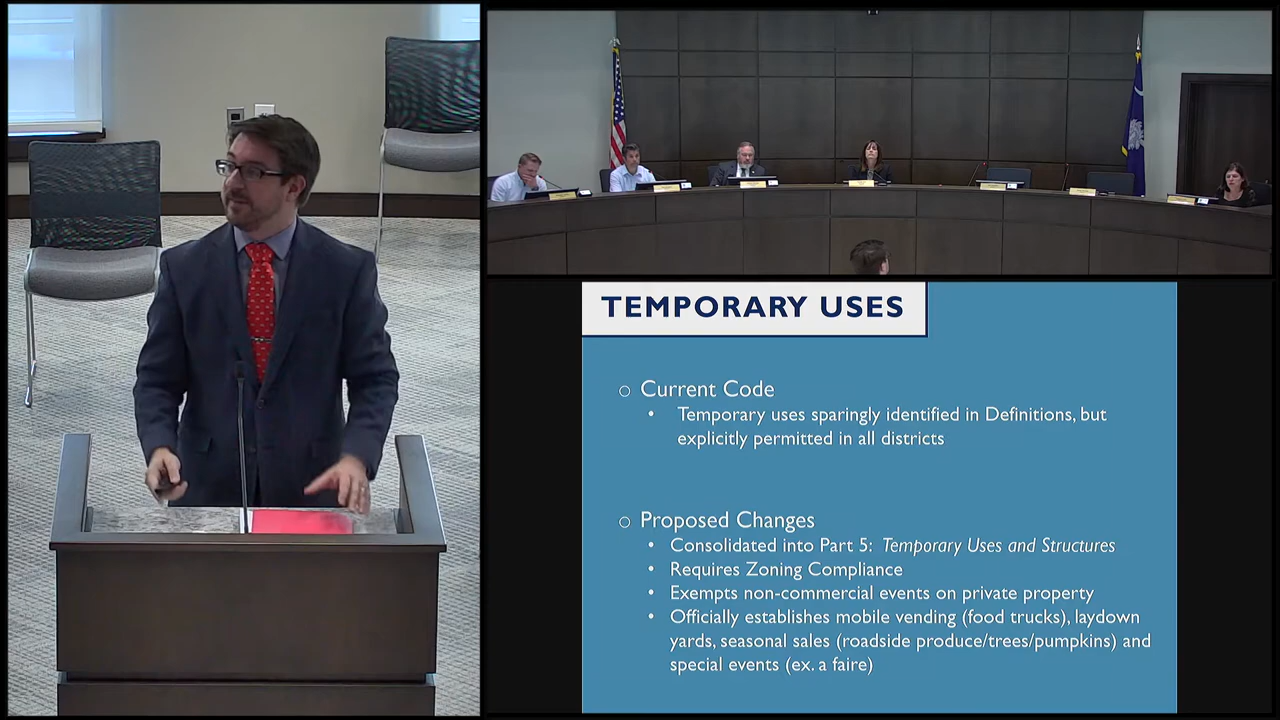 TEMPORARY USES
o Current Code
• Temporary uses sparingly identified in Definitions, but
explicitly permitted in all districts
o Proposed Changes
• Consolidated into Part 5: Temporary Uses and Structures
• Requires Zoning Compliance
• Exempts non-commercial events on private property
• Officially establishes mobile vending (food trucks), laydown
yards, seasonal sales (roadside produce/trees/pumpkins) and
special events (ex. a faire)